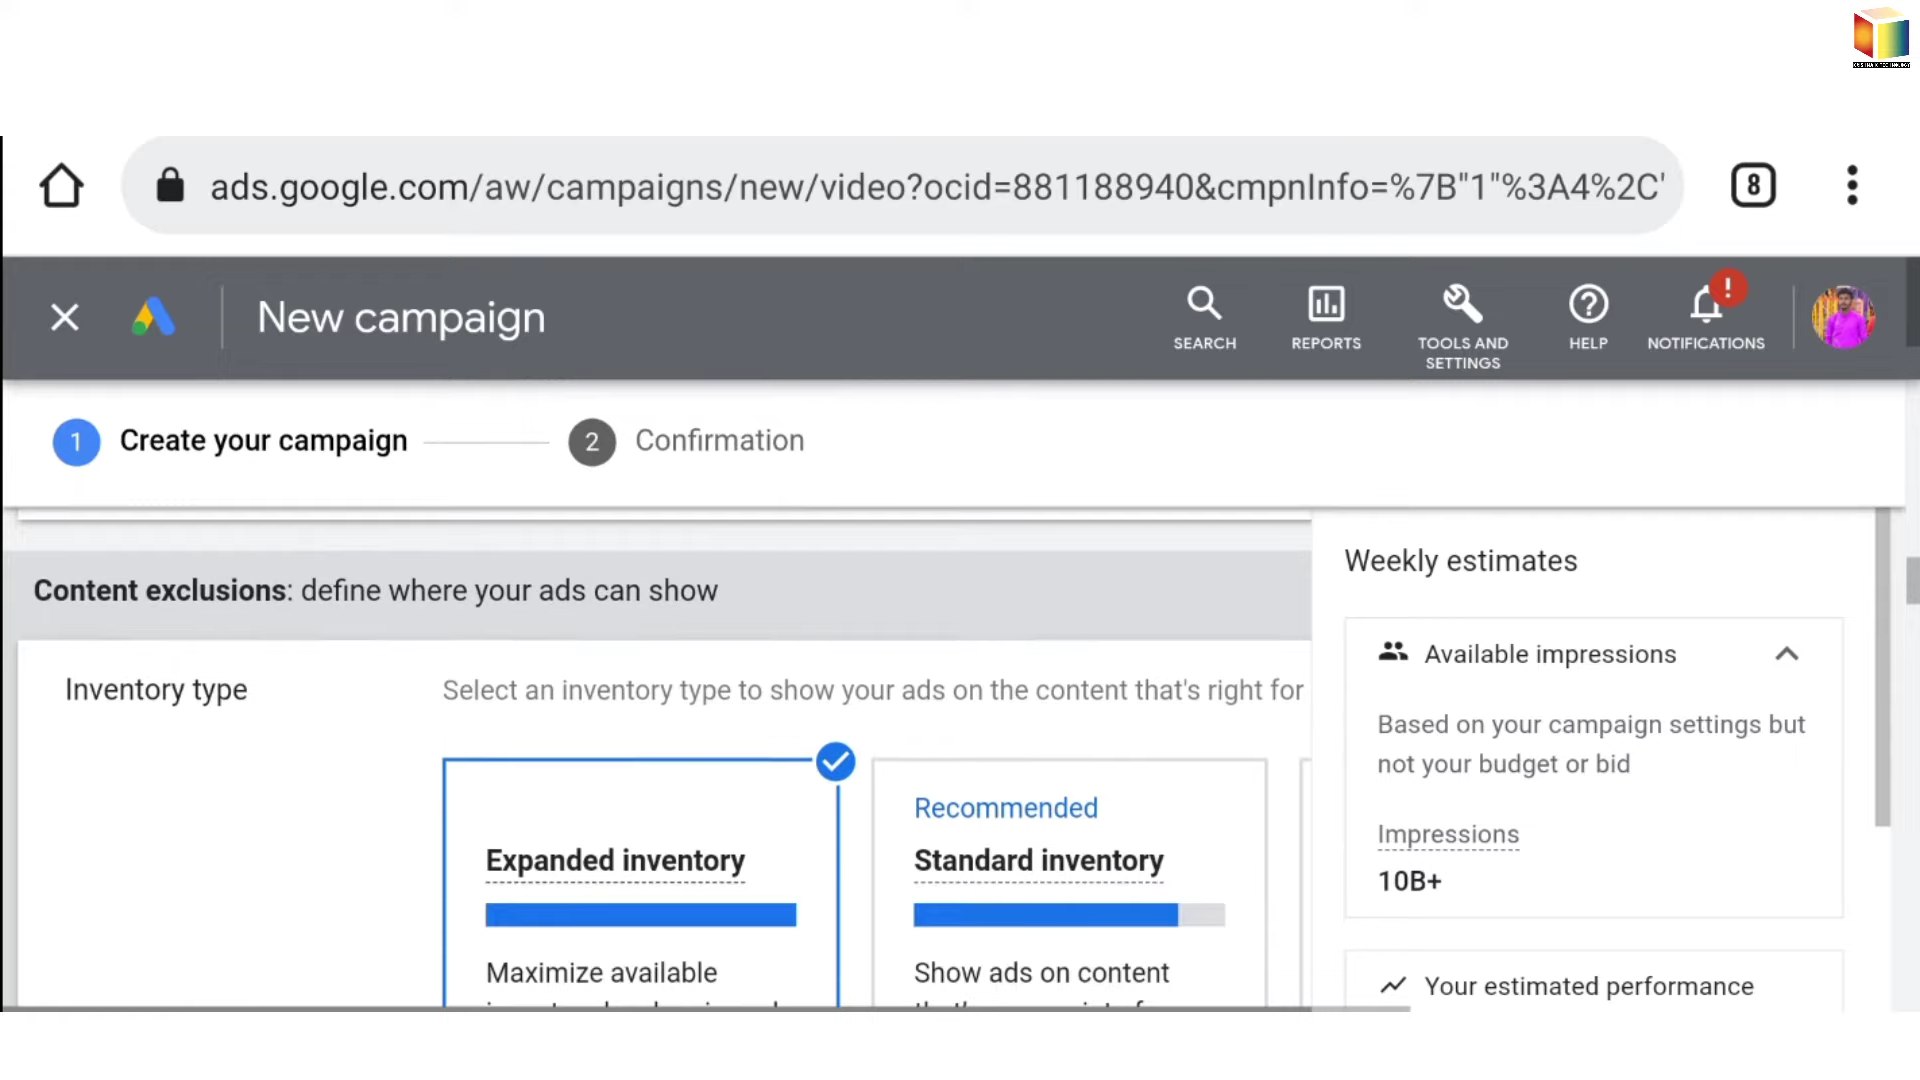 ads.google.com/aw/campaigns/new/video?ocid=881188940&cmpnInfo=%7B"1"%3A4%2C'
8
New campaign
SEARCH
REPORTS
TOOLS AND
SETTINGS
HELP
!
NOTIFICATIONS
1 Create your campaign
2 Confirmation
Content exclusions: define where your ads can show
Inventory type
Select an inventory type to show your ads on the content that's right for
Expanded inventory
Maximize available
Recommended
Standard inventory
Show ads on content
Weekly estimates
Available impressions
Based on your campaign settings but
not your budget or bid
Impressions
10B+
Your estimated performance